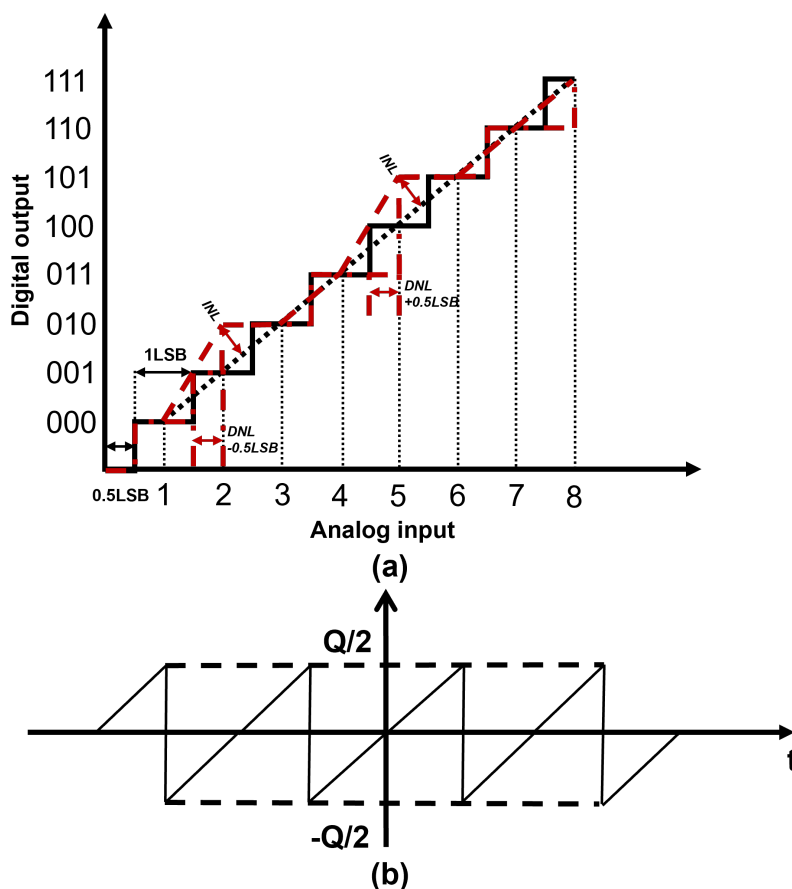 111
110
101
100
011
010
001
000
Digital output
INL
INL
DNL
+0.5LSB
1LSB
DNL
-0.5LSB
0.5LSB
1 2 3 4 5 6 7 8
Analog input
(a)
Q/2
t
-Q/2
(b)